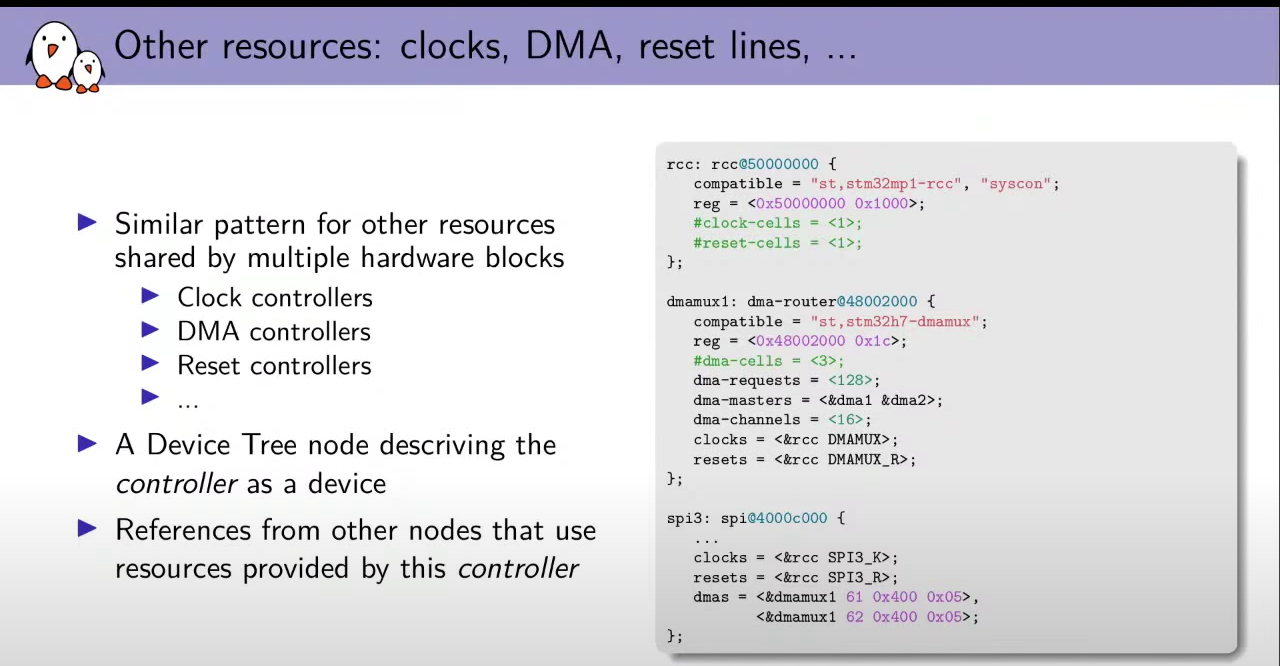 Other resources: clocks, DMA, reset lines, ...
Similar pattern for other resources
shared by multiple hardware blocks
Clock controllers
DMA controllers
Reset controllers
...
A Device Tree node descriving the
controller as a device
References from other nodes that use
resources provided by this controller
rcc: rcc@50000000 {
compatible = "st,stm32mp1-rcc", "syscon";
reg = <0x50000000 0x1000>;
#clock-cells = <1>;
#reset-cells = <1>;
};
dmamux1: dma-router@48002000 {
compatible = "st,stm32h7-dmamux";
reg = <0x48002000 0x1c>;
#dma-cells = <3>;
dma-requests = <128>;
dma-masters = <&dma1 &dma2>;
dma-channels = <16>;
clocks = <&rcc DMAMUX>;
resets = <&rcc DMAMUX_R>;
};
spi3: spi@4000c000 {
...
clocks = <&rcc SPI3_K>;
resets = <&rcc SPI3_R>;
dmas = <&dmamux1 61 0x400 0x05>,
<&dmamux1 62 0x400 0x05>;
};